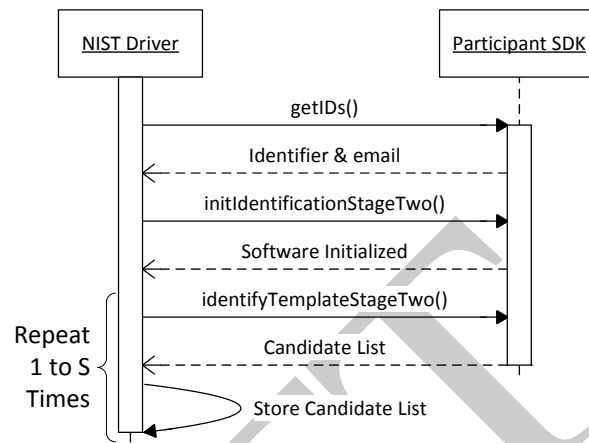 NIST Driver
Participant SDK
getIDs()
Identifier & email
initIdentificationStageTwo()
Software Initialized
identifyTemplateStageTwo()
Candidate List
Repeat
1 to S
Times
Store Candidate List